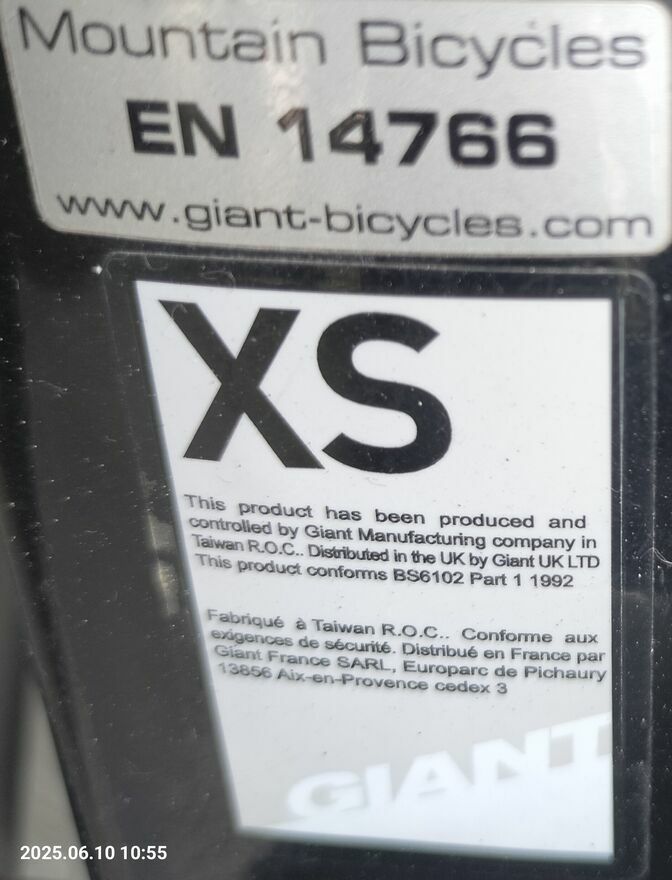 Mountain Bicycles
EN 14766
www.giant-bicycles.com
XS
This product has been produced and
controlled by Giant Manufacturing company in
Taiwan R.O.C.. Distributed in the UK by Giant UK LTD
This product conforms BS6102 Part 1 1992
Fabriqué à Taiwan R.O.C.. Conforme aux
exigences de sécurité. Distribué en France par
Giant France SARL, Europarc de Pichaury
13856 Aix-en-Provence cedex 3
GIANT
2025.06.10 10:55